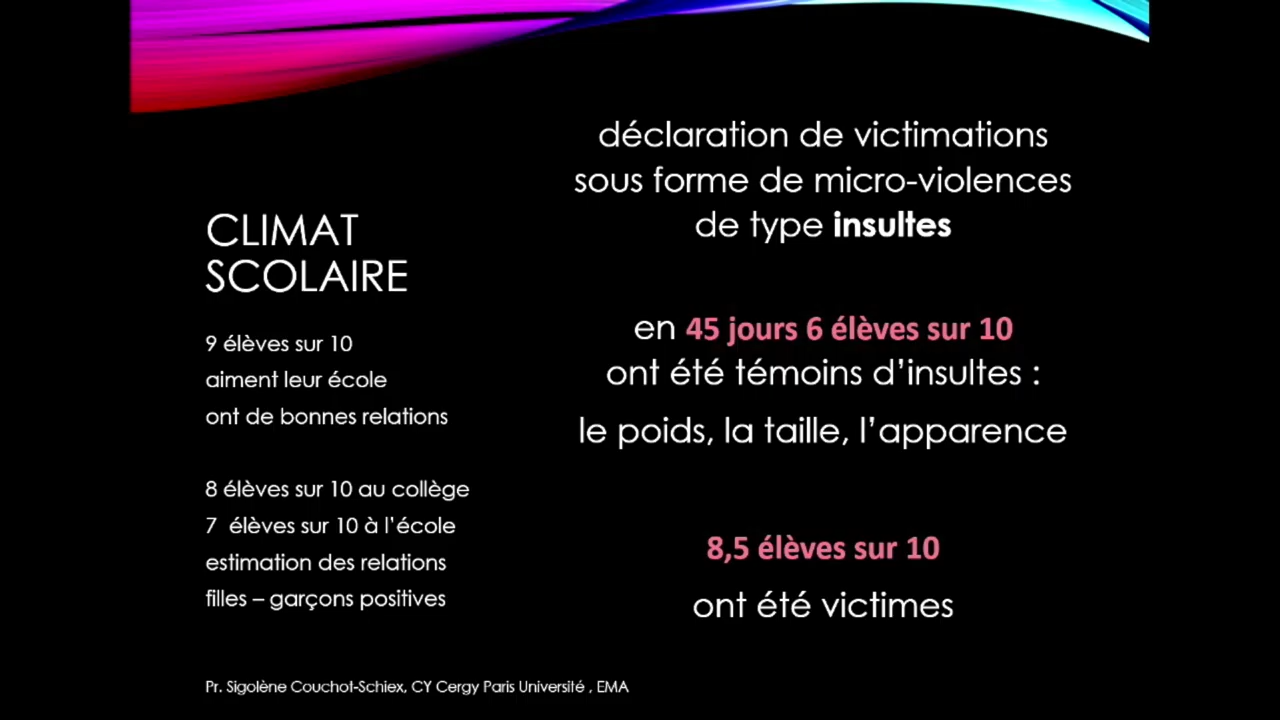 CLIMAT
SCOLAIRE
9 élèves sur 10
aiment leur école
ont de bonnes relations
8 élèves sur 10 au collège
7 élèves sur 10 à l'école
estimation des relations
filles – garçons positives
déclaration de victimations
sous forme de micro-violences
de type insultes
en 45 jours 6 élèves sur 10
ont été témoins d'insultes :
le poids, la taille, l'apparence
8,5 élèves sur 10
ont été victimes
Pr. Sigolène Couchot-Schiex, CY Cergy Paris Université , EMA